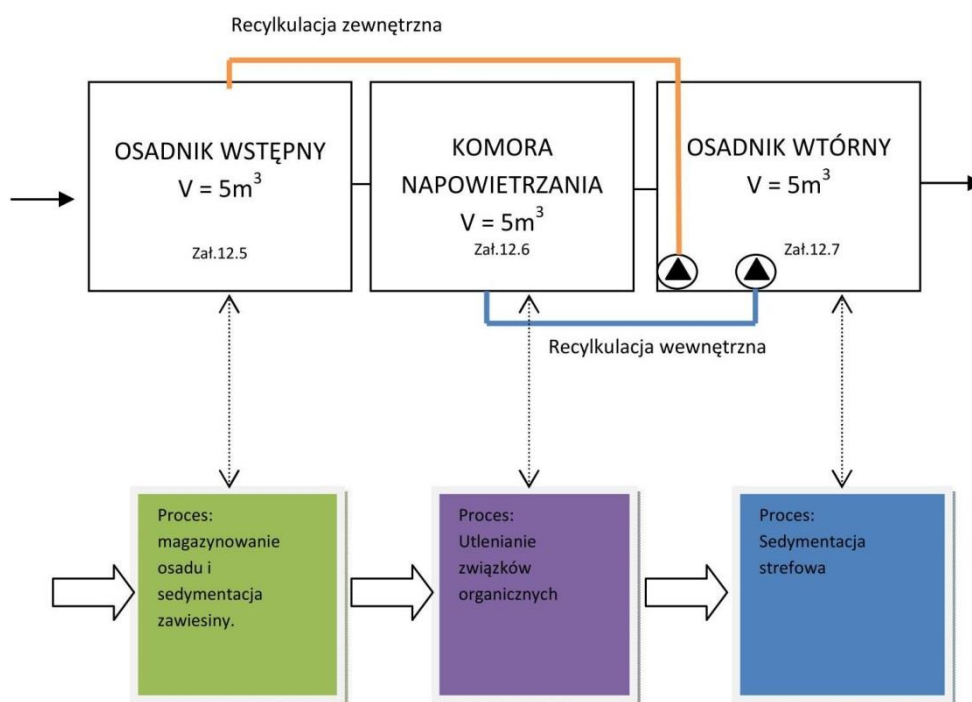 Recylkulacja zewnętrzna
OSADNIK WSTĘPNY
V = 5m³
Zał.12.5
KOMORA
NAPOWIETRZANIA
V = 5m³
Zał.12.6
OSADNIK WTÓRNY
V = 5m³
Zał.12.7
Recylkulacja wewnętrzna
Proces:
magazynowanie
osadu i
sedymentacja
zawiesiny.
Proces:
Utlenianie
związków
organicznych
Proces:
Sedymentacja
strefowa